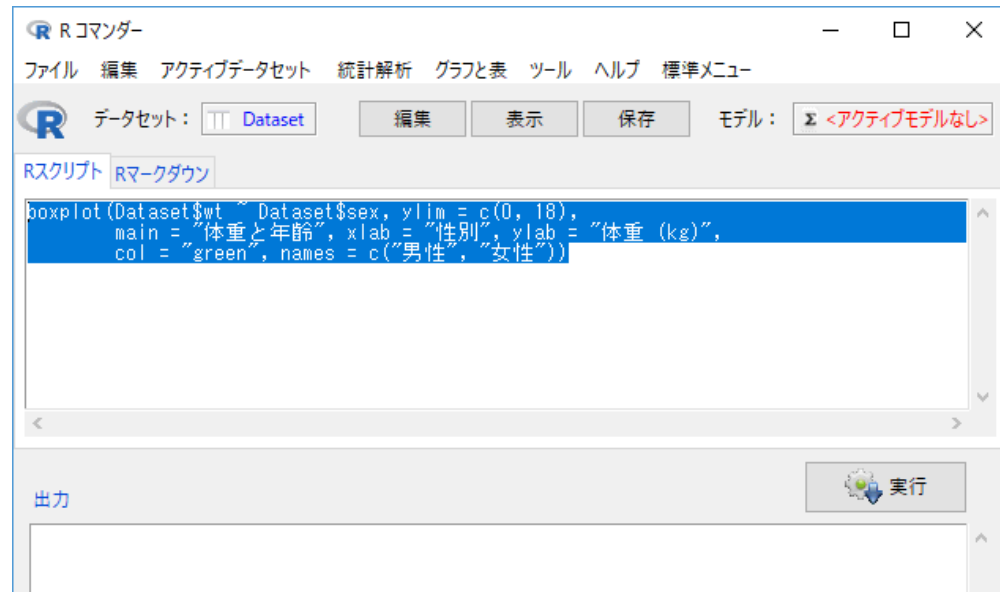 R コマンダー
ファイル 編集 アクティブデータセット 統計解析 グラフと表 ツール ヘルプ 標準メニュー
データセット： Dataset 編集 表示 保存 モデル： Σ <アクティブモデルなし>
Rスクリプト Rマークダウン
boxplot(Dataset$wt ~ Dataset$sex, ylim = c(0, 18),
main = "体重と年齢", xlab = "性別", ylab = "体重 (kg)",
col = "green", names = c("男性", "女性"))
実行
出力